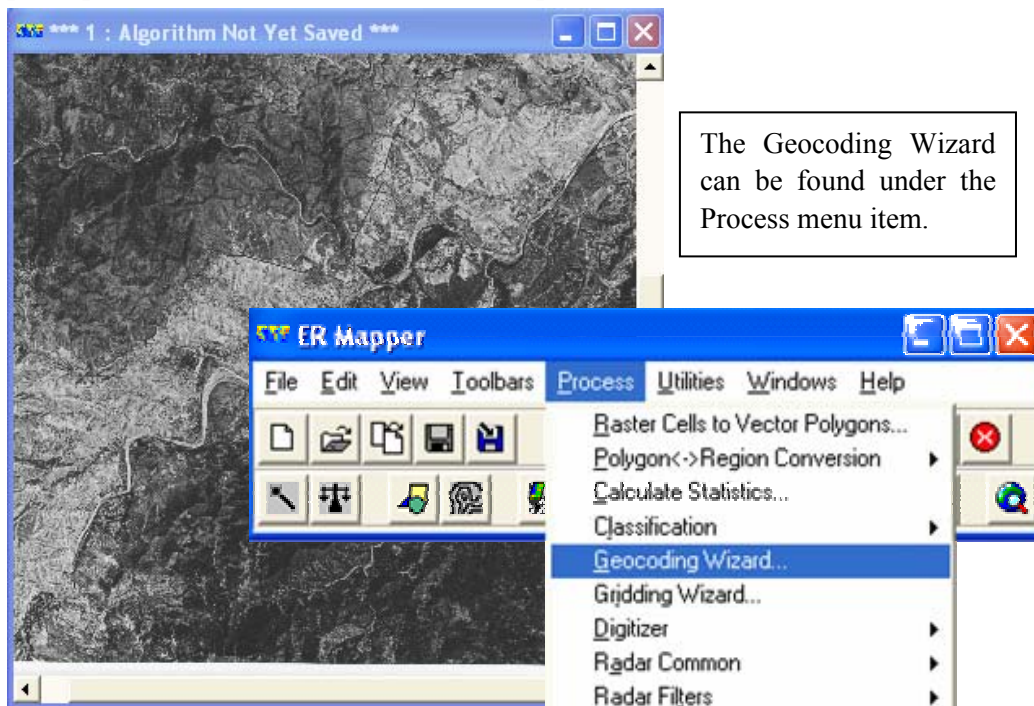 *** 1 : Algorithm Not Yet Saved ***
The Geocoding Wizard
can be found under the
Process menu item.
ER Mapper
File Edit View Toolbars Process Utilities Windows Help
Raster Cells to Vector Polygons...
Polygon<->Region Conversion
Calculate Statistics...
Classification
Geocoding Wizard...
Gridding Wizard...
Digitizer
Radar Common
Radar Filters